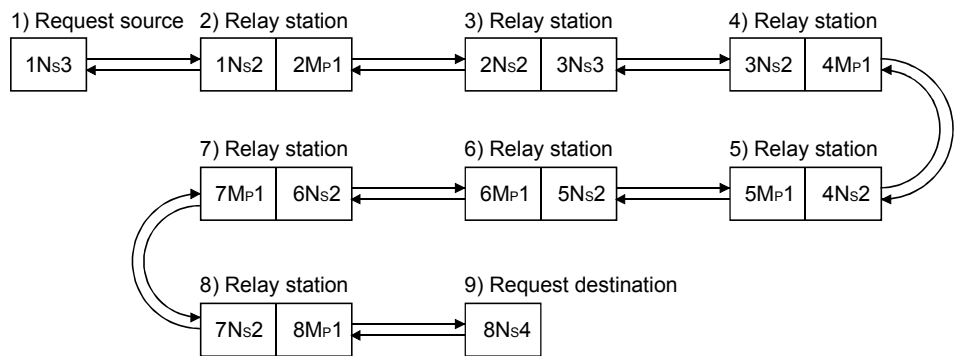 1) Request source
2) Relay station
3) Relay station
4) Relay station
1Ns3
1Ns2
2MP1
2Ns2
3Ns3
3Ns2
4MP1
7) Relay station
6) Relay station
5) Relay station
7MP1
6Ns2
6MP1
5Ns2
5MP1
4Ns2
8) Relay station
9) Request destination
7Ns2
8MP1
8Ns4